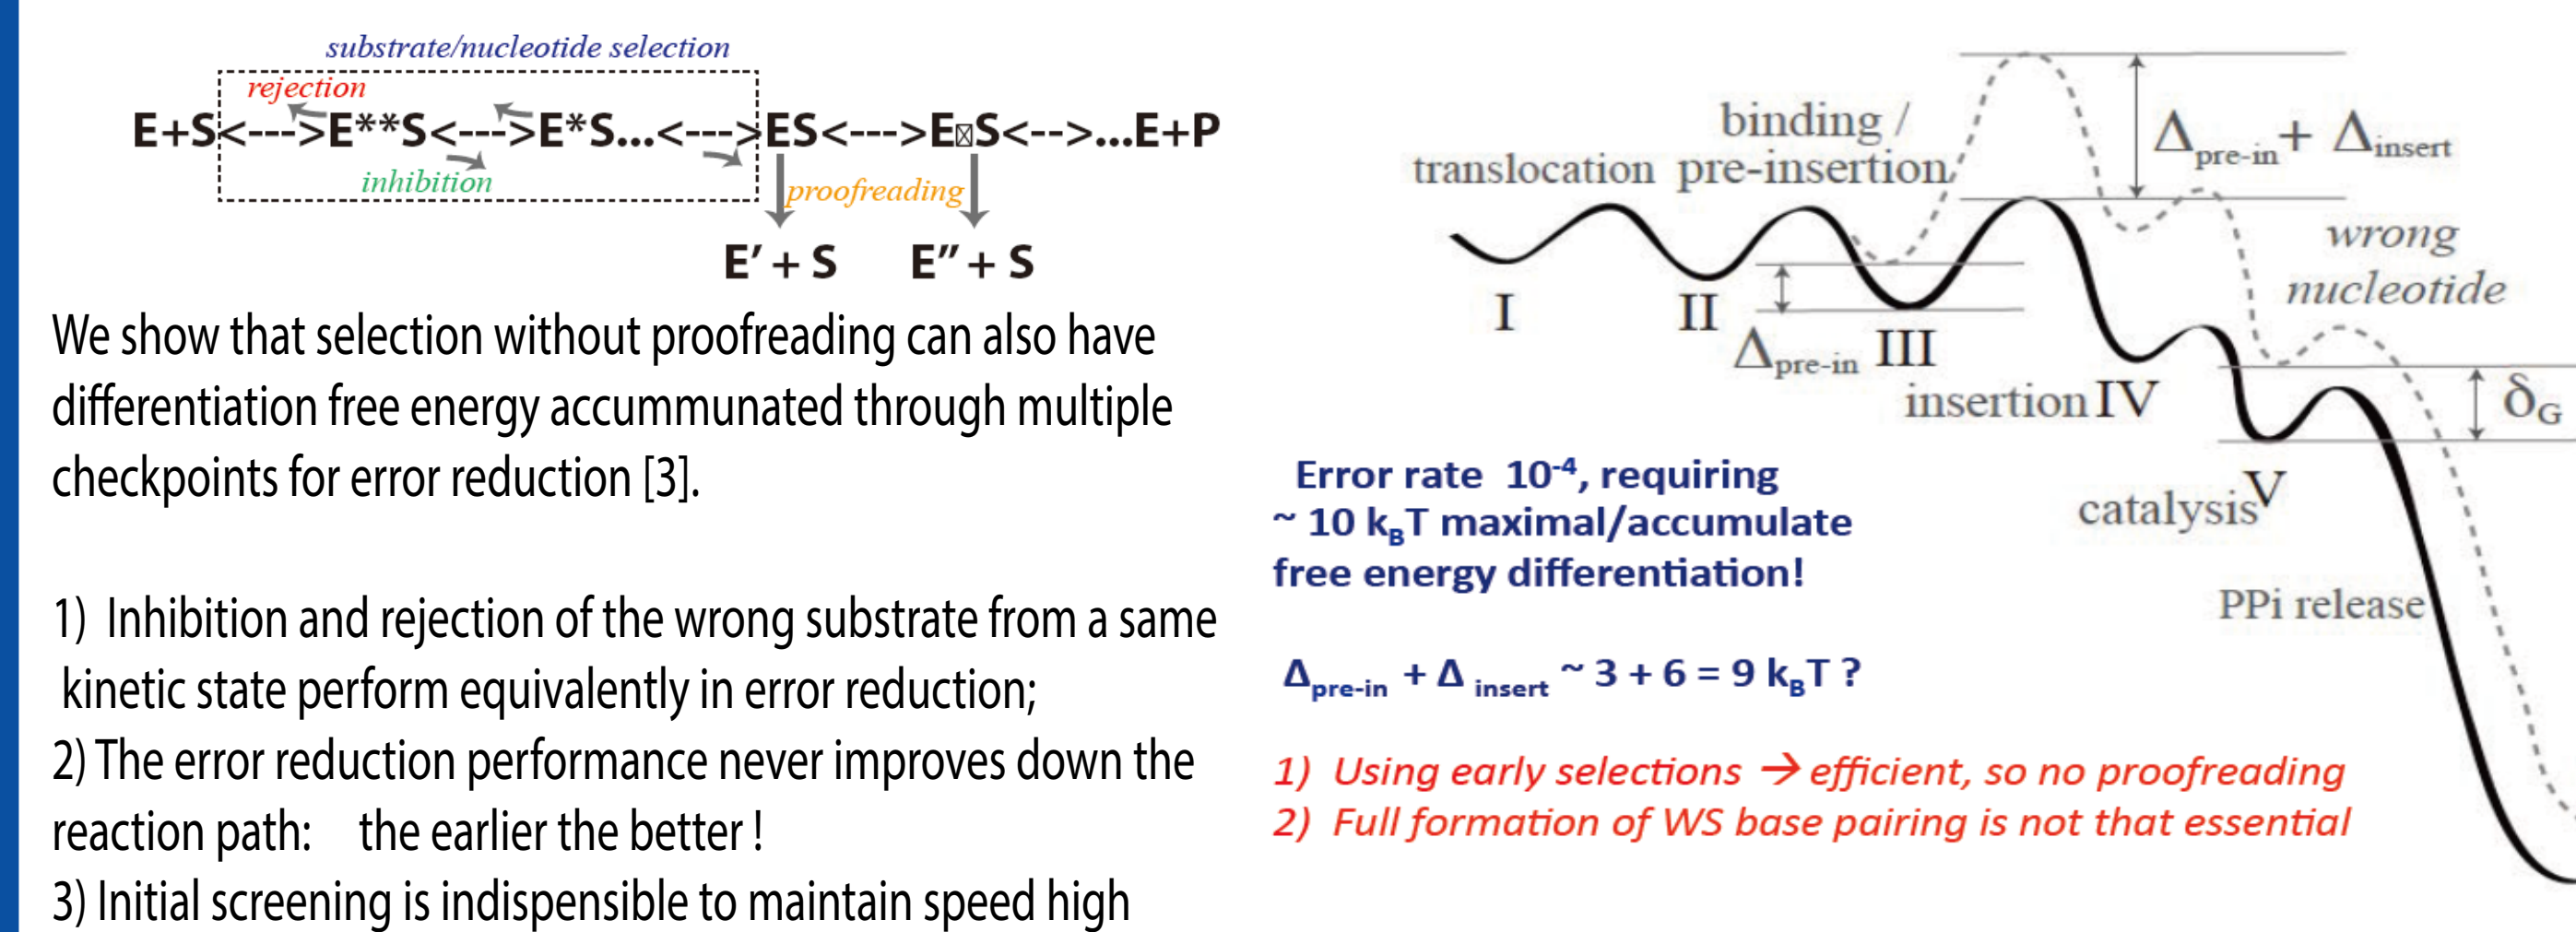 substrate/nucleotide selection
rejection
E+S<--->E**S<--->E*S...<--->ES<--->E☒S<-->...E+P
inhibition
proofreading
E′ + S E″ + S
We show that selection without proofreading can also have
differentiation free energy accummunated through multiple
checkpoints for error reduction [3].
1) Inhibition and rejection of the wrong substrate from a same
kinetic state perform equivalently in error reduction;
2) The error reduction performance never improves down the
reaction path: the earlier the better !
3) Initial screening is indispensible to maintain speed high
binding /
translocation pre-insertion
Δpre-in + Δinsert
wrong
nucleotide
I II III
Δpre-in
insertion IV
δG
V
catalysis
PPi release
Error rate 10-4, requiring
~ 10 kBT maximal/accumulate
free energy differentiation!
Δpre-in + Δ insert ~ 3 + 6 = 9 kBT ?
1) Using early selections → efficient, so no proofreading
2) Full formation of WS base pairing is not that essential